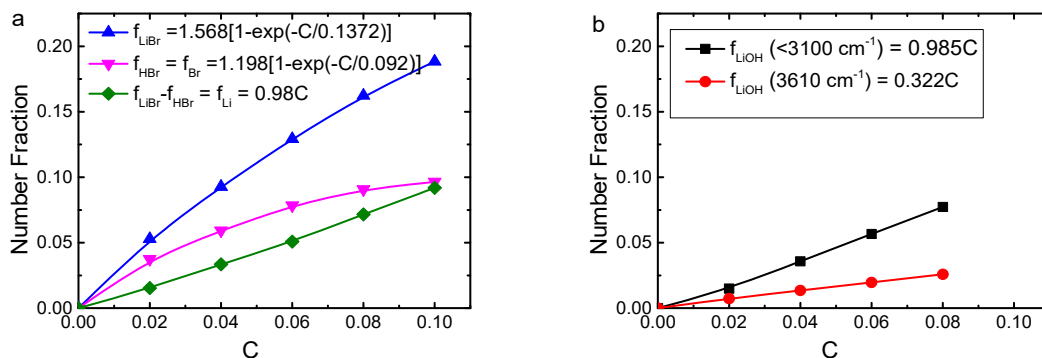 a
f_LiBr =1.568[1-exp(-C/0.1372)]
f_HBr = f_Br =1.198[1-exp(-C/0.092)]
f_LiBr-f_HBr = f_Li = 0.98C
Number Fraction
0.20
0.15
0.10
0.05
0.00
0.00 0.02 0.04 0.06 0.08 0.10
C
b
f_LiOH (<3100 cm⁻¹) = 0.985C
f_LiOH (3610 cm⁻¹) = 0.322C
Number Fraction
0.20
0.15
0.10
0.05
0.00
0.00 0.02 0.04 0.06 0.08 0.10
C